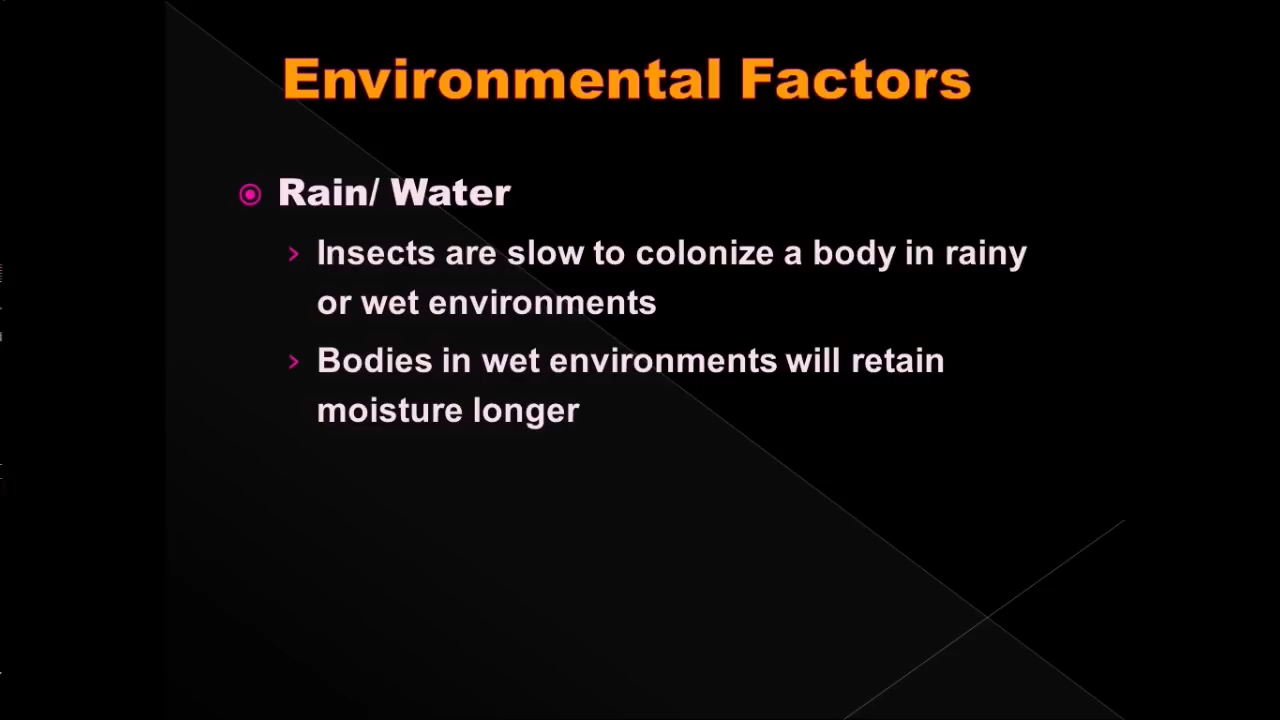 Environmental Factors
Rain/ Water
Insects are slow to colonize a body in rainy
or wet environments
Bodies in wet environments will retain
moisture longer